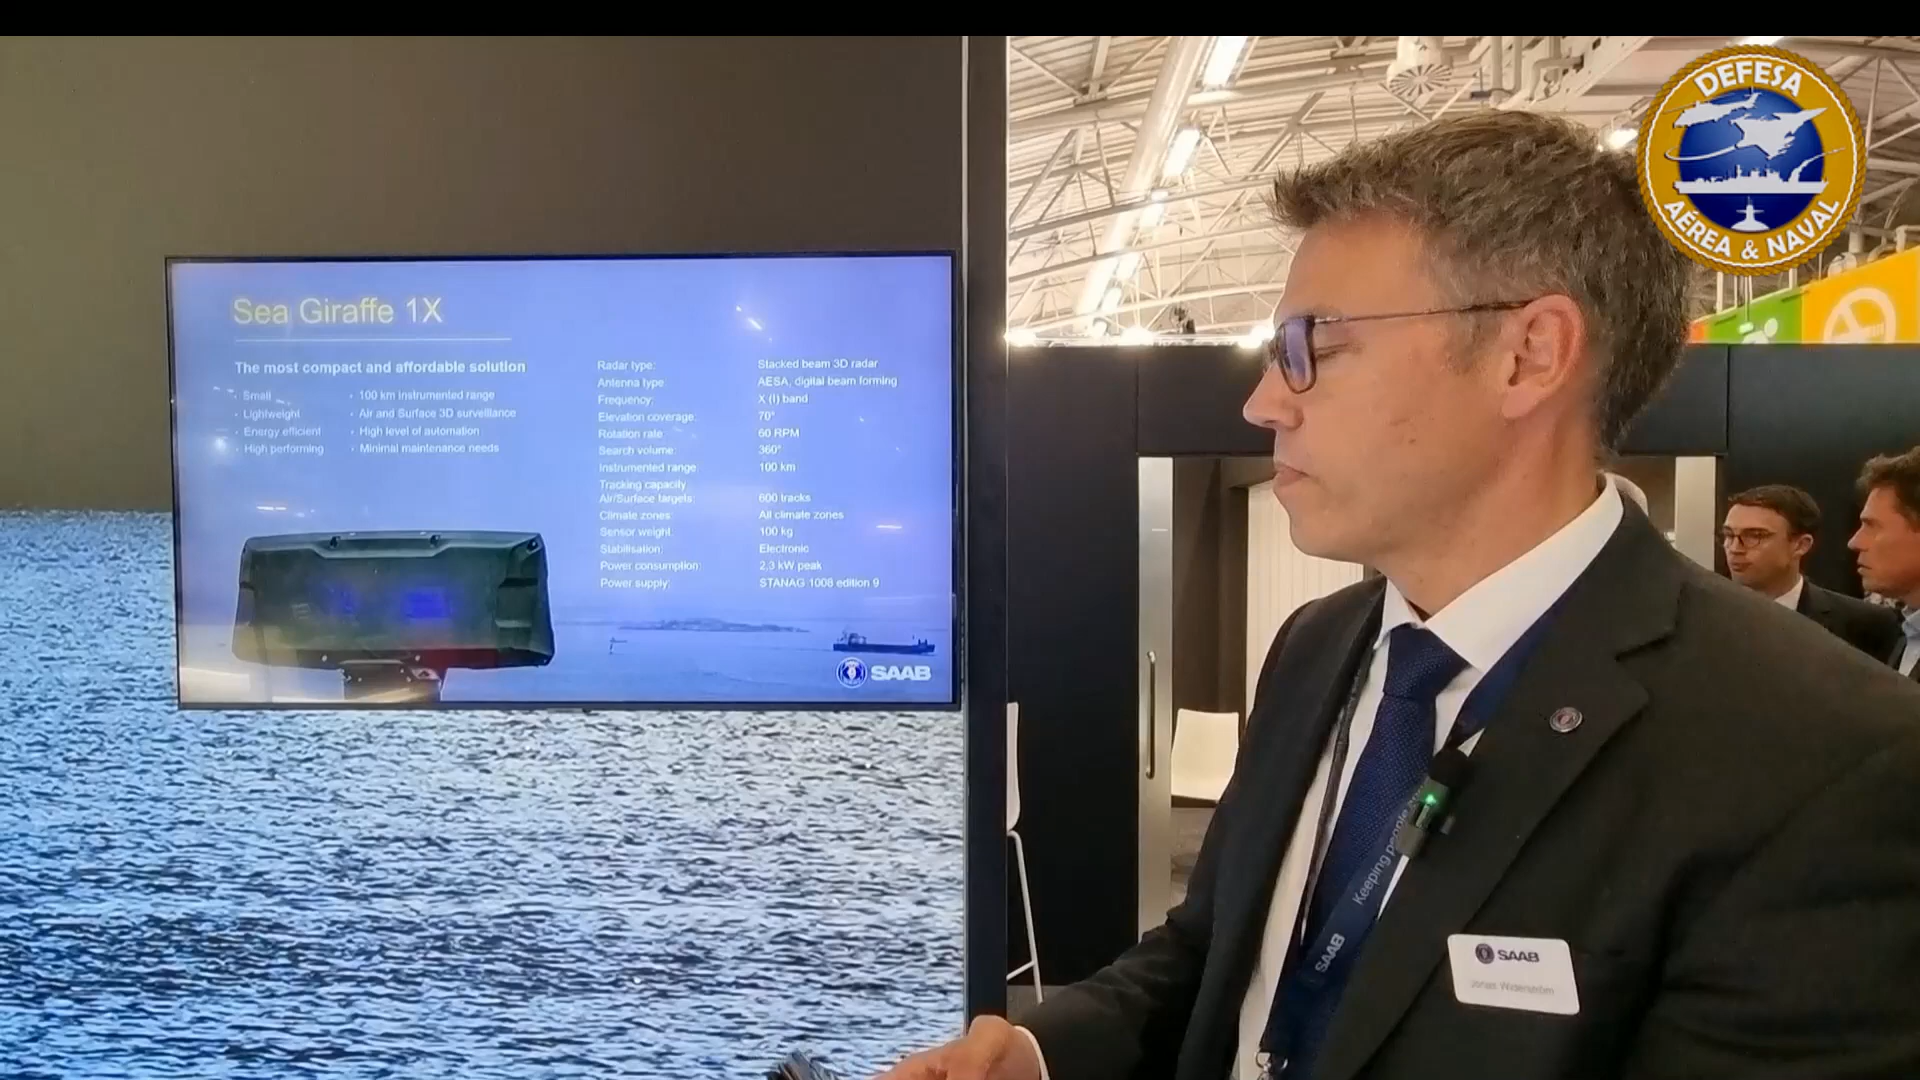 DEFESA
AÉREA & NAVAL
Sea Giraffe 1X
The most compact and affordable solution
· Small
· Lightweight
· Energy efficient
· High performing
· 100 km instrumented range
· Air and Surface 3D surveillance
· High level of automation
· Minimal maintenance needs
Radar type: Stacked beam 3D radar
Antenna type: AESA, digital beam forming
Frequency: X (I) band
Elevation coverage: 70°
Rotation rate: 60 RPM
Search volume: 360°
Instrumented range: 100 km
Tracking capacity
Air/Surface targets: 600 tracks
Climate zones: All climate zones
Sensor weight: 100 kg
Stabilisation: Electronic
Power consumption: 2,3 kW peak
Power supply: STANAG 1008 edition 9
SAAB
Keeping people
SAAB
SAAB
Jonas Widerström